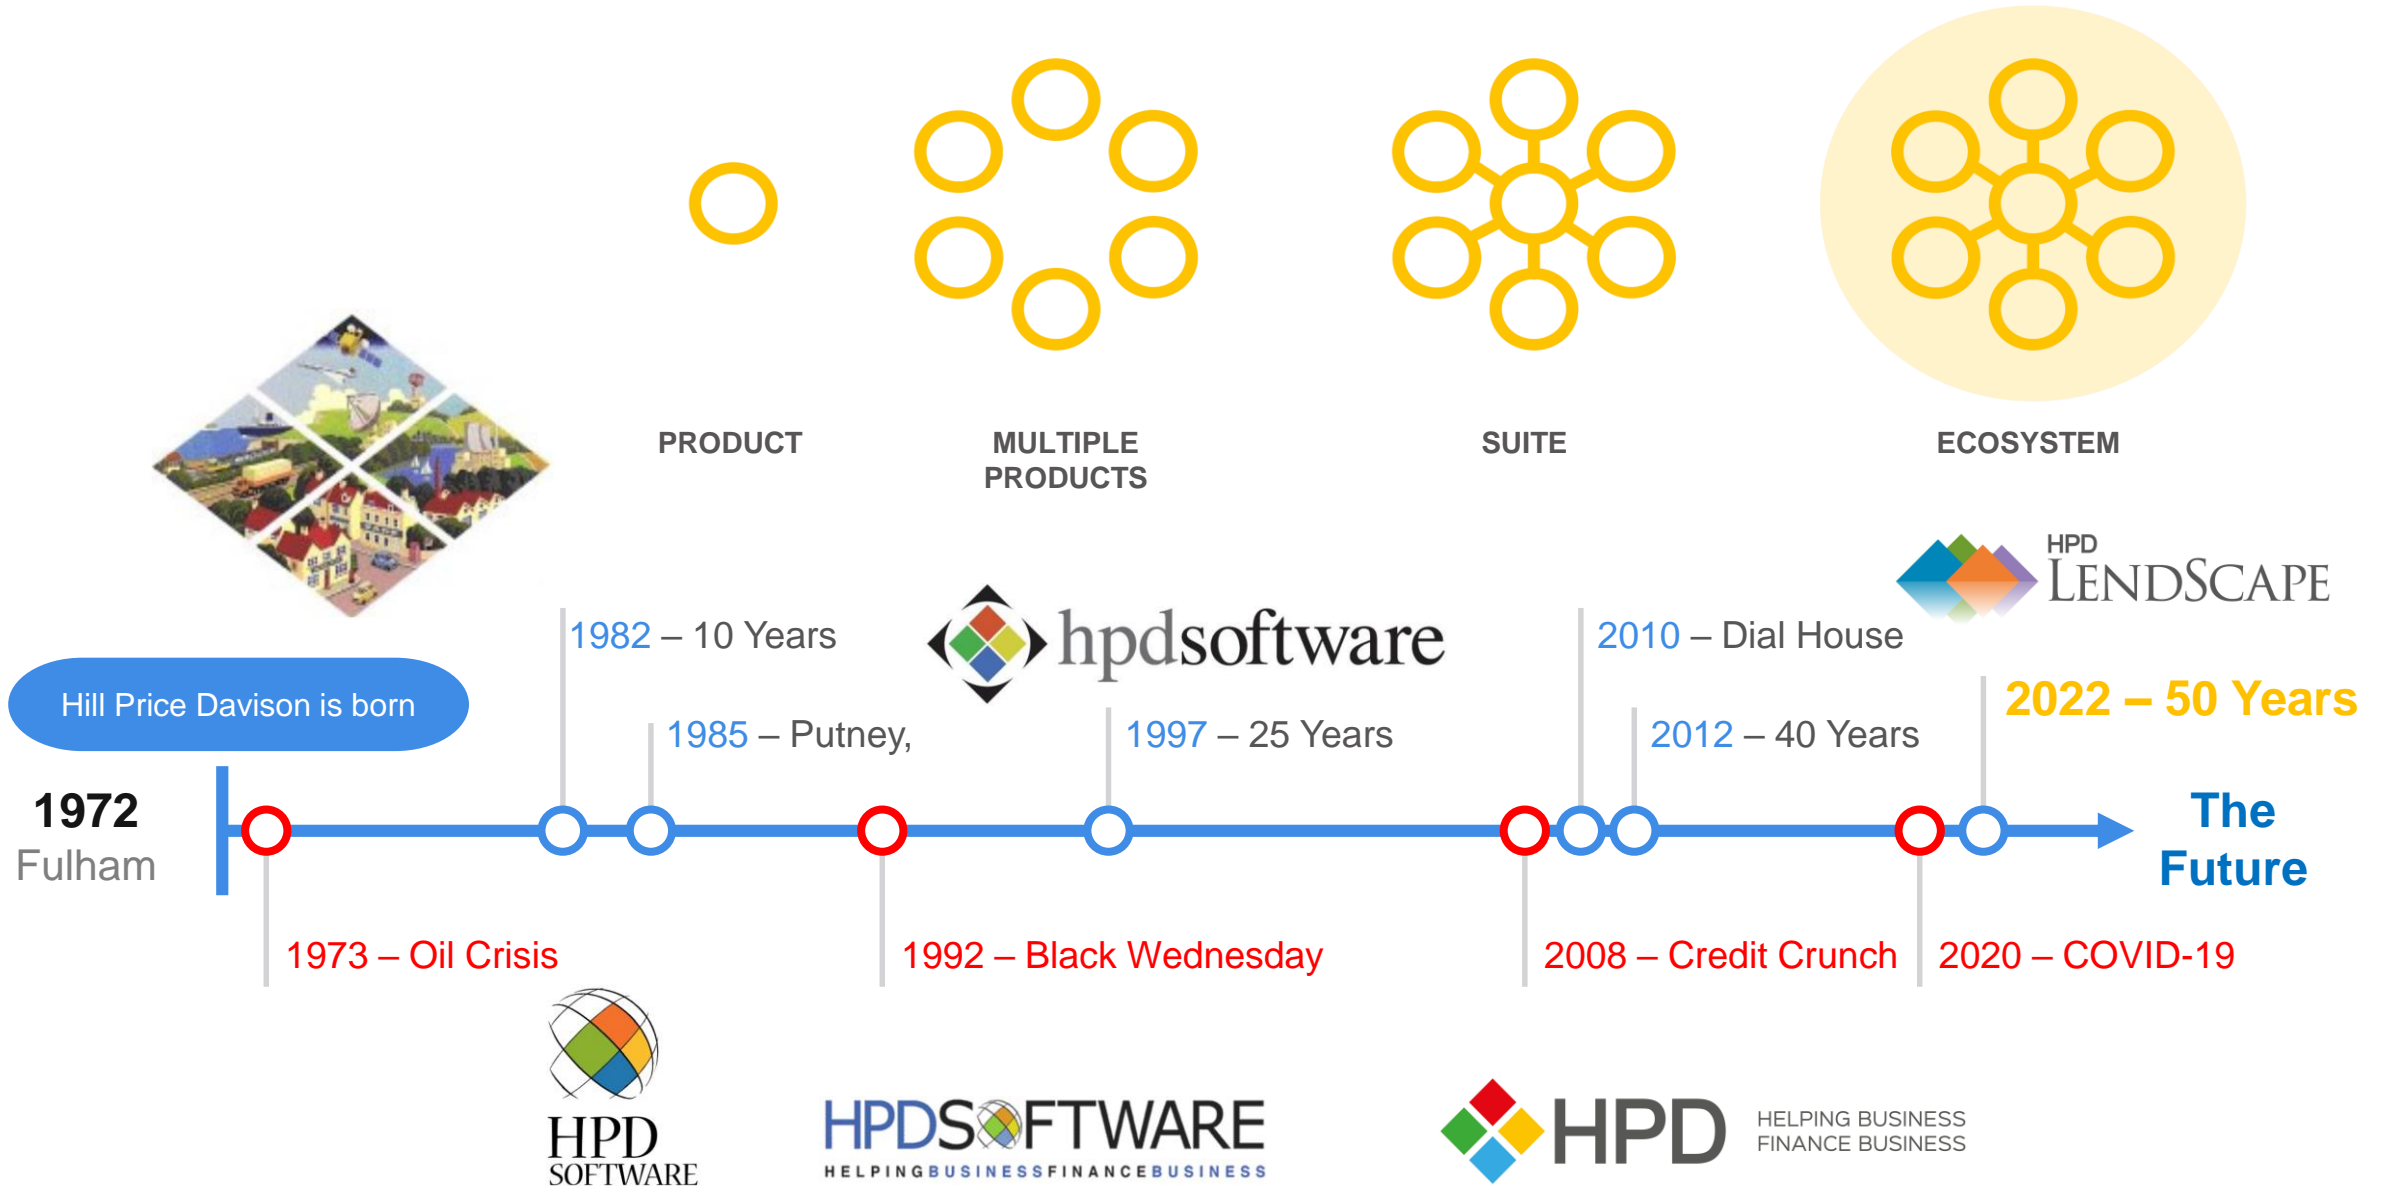 PRODUCT
MULTIPLE
PRODUCTS
SUITE
ECOSYSTEM
HPD
LENDSCAPE
hpdsoftware
1982 – 10 Years
2010 – Dial House
Hill Price Davison is born
2022 – 50 Years
1985 – Putney,
1997 – 25 Years
2012 – 40 Years
1972
Fulham
The
Future
1973 – Oil Crisis
1992 – Black Wednesday
2008 – Credit Crunch
2020 – COVID-19
HPD
SOFTWARE
HPDSOFTWARE
HELPINGBUSINESSFINANCEBUSINESS
HPD
HELPING BUSINESS
FINANCE BUSINESS